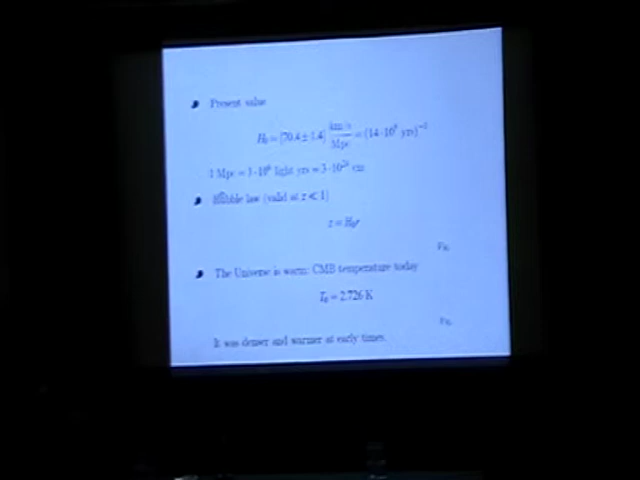 Present value
H₀ = [70.4 ± 1.4] km/s / Mpc = (14 · 10⁹ yrs)⁻¹
1 Mpc = 3 · 10⁶ light yrs = 3 · 10²⁴ cm
Hubble law (valid at z ≪ 1)
z = H₀r
The Universe is warm: CMB temperature today
T₀ = 2.726 K
It was denser and warmer at early times.